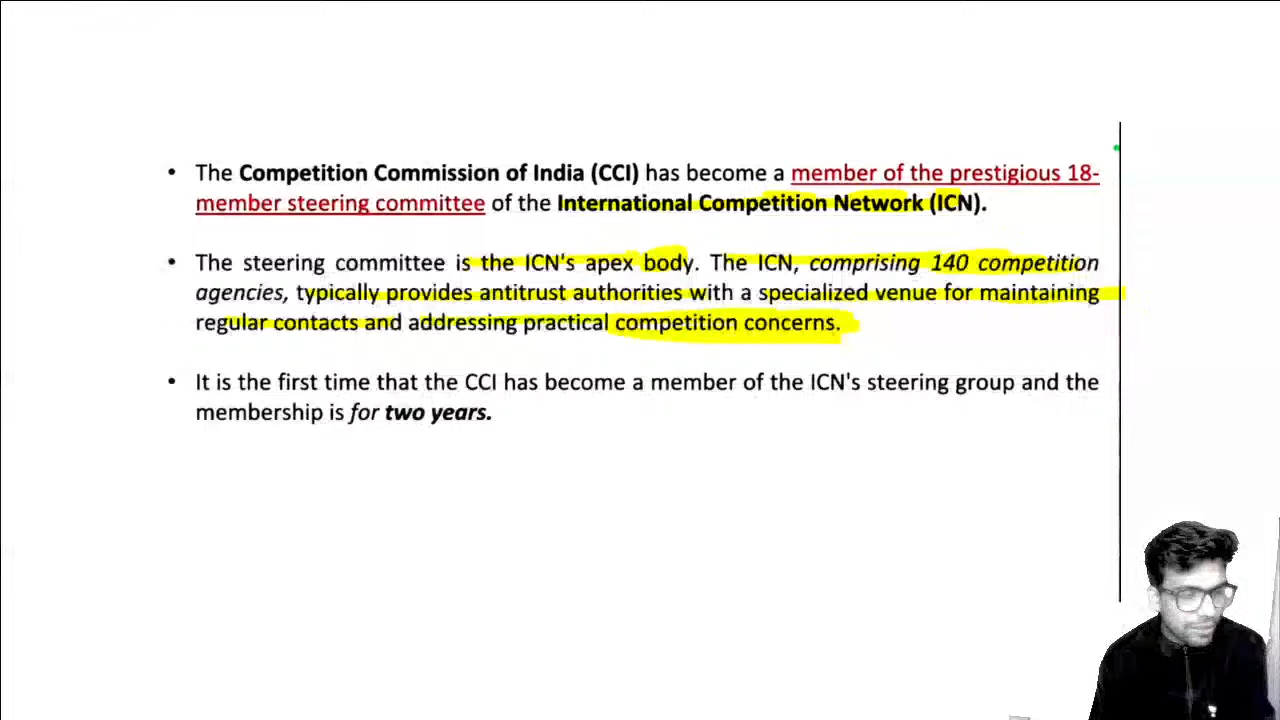 • The Competition Commission of India (CCI) has become a member of the prestigious 18-
member steering committee of the International Competition Network (ICN).
• The steering committee is the ICN's apex body. The ICN, comprising 140 competition
agencies, typically provides antitrust authorities with a specialized venue for maintaining
regular contacts and addressing practical competition concerns.
• It is the first time that the CCI has become a member of the ICN's steering group and the
membership is for two years.